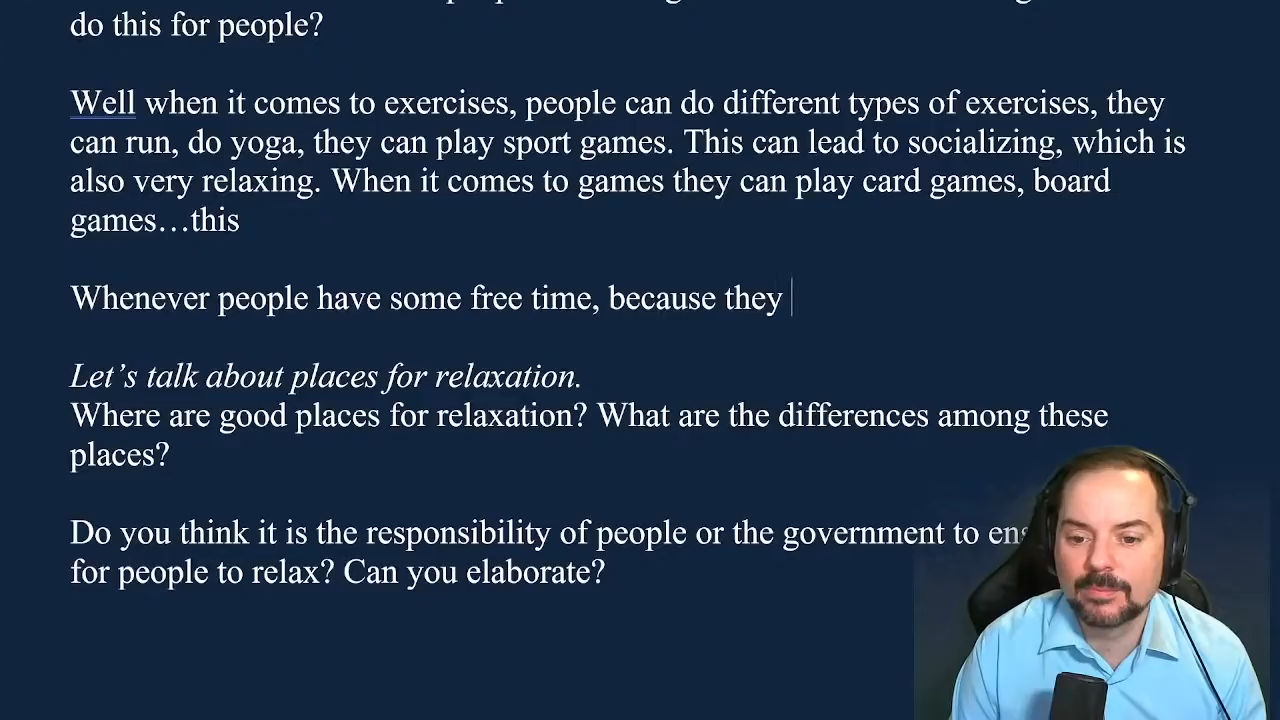 do this for people?
Well when it comes to exercises, people can do different types of exercises, they
can run, do yoga, they can play sport games. This can lead to socializing, which is
also very relaxing. When it comes to games they can play card games, board
games…this
Whenever people have some free time, because they
Let’s talk about places for relaxation.
Where are good places for relaxation? What are the differences among these
places?
Do you think it is the responsibility of people or the government to
for people to relax? Can you elaborate?